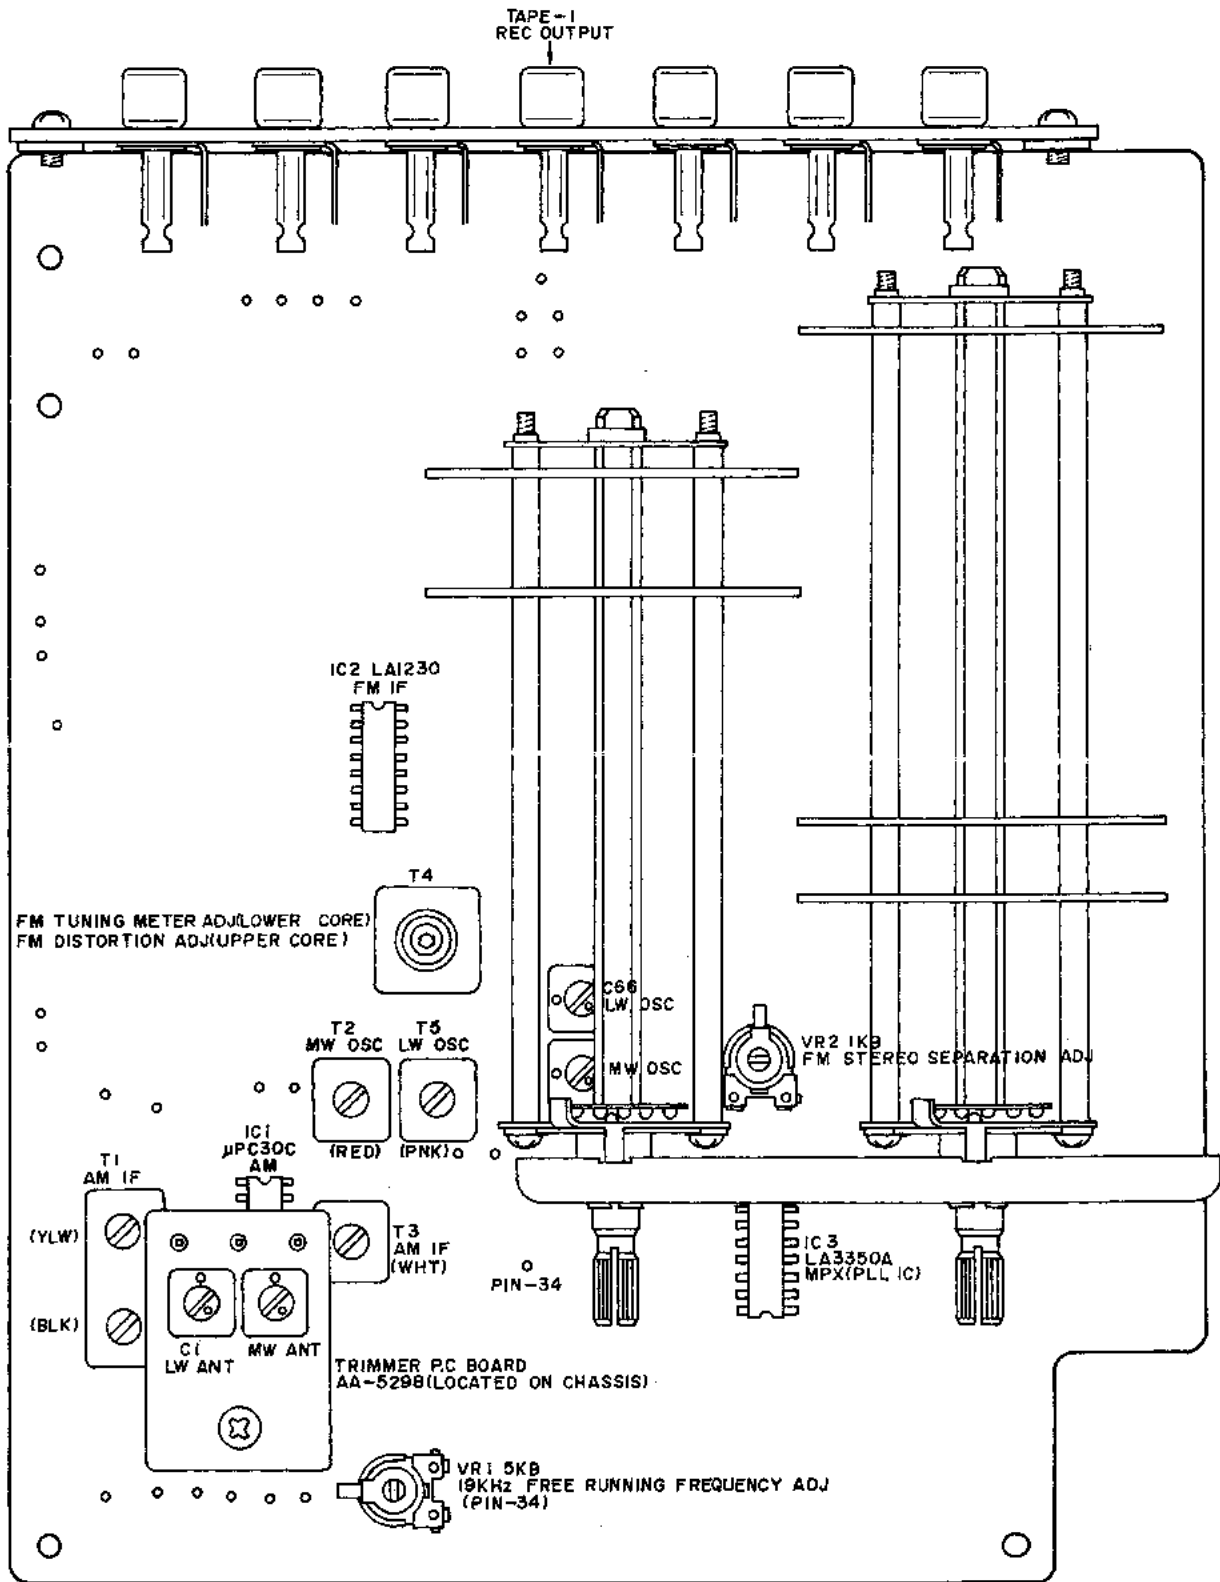 TAPE-1
REC OUTPUT
IC2 LA1230
FM IF
T4
FM TUNING METER ADJ(LOWER CORE)
FM DISTORTION ADJ(UPPER CORE)
C66
LW OSC
MW OSC
T2
MW OSC
(RED)
T5
LW OSC
(PNK)
VR2 1KB
FM STEREO SEPARATION ADJ
IC1
μPC30C
AM
T1
AM IF
(YLW)
(BLK)
T3
AM IF
(WHT)
PIN-34
IC3
LA3350A
MPX(PLL IC)
C1
LW ANT
MW ANT
TRIMMER P.C BOARD
AA-5298(LOCATED ON CHASSIS)
VR1 5KB
19KHz FREE RUNNING FREQUENCY ADJ
(PIN-34)